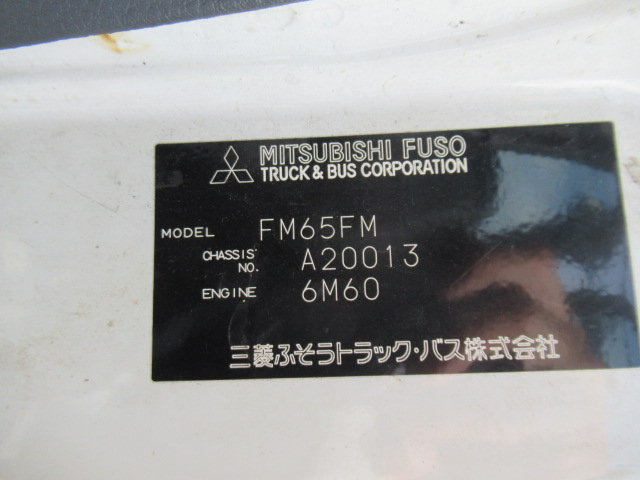 MITSUBISHI FUSO
TRUCK & BUS CORPORATION
MODEL FM65FM
CHASSIS NO. A20013
ENGINE 6M60
三菱ふそうトラック・バス株式会社